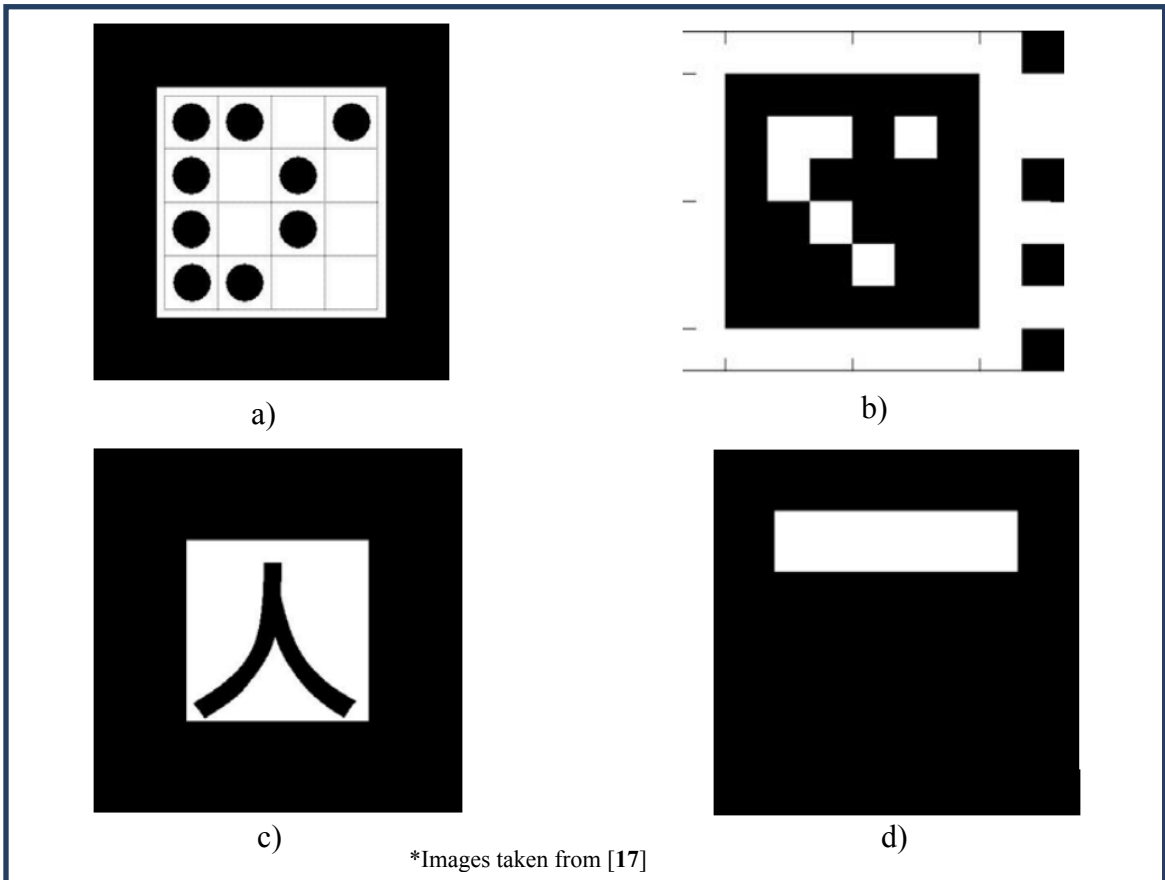 a)
b)
人
c)
d)
*Images taken from [17]